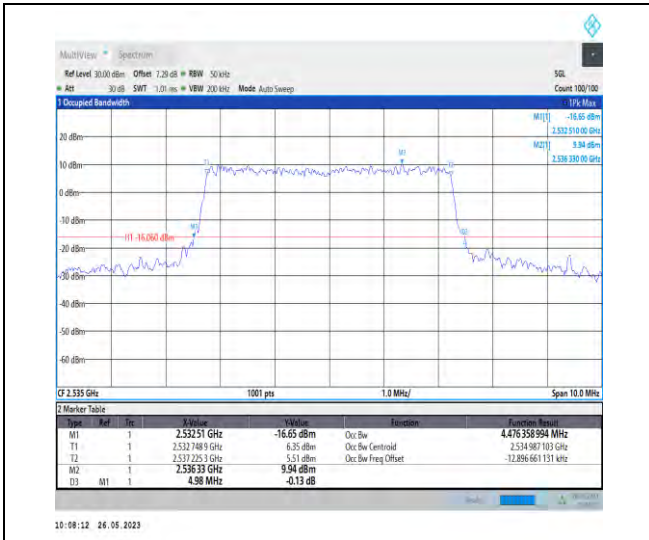 MultiView Spectrum
Ref Level 30.00 dBm Offset 7.29 dB RBW 50 kHz SGL
Att 30 dB SWT 1.01 ms VBW 200 kHz Mode Auto Sweep Count 100/100
1 Occupied Bandwidth 1Pk Max
M1[1] -16.65 dBm
2.532 510 00 GHz
M2[1] 9.94 dBm
2.536 330 00 GHz
20 dBm
10 dBm
0 dBm
-10 dBm
H1 -16.060 dBm
-20 dBm
-30 dBm
-40 dBm
-50 dBm
-60 dBm
T1
T2
CF 2.535 GHz 1001 pts 1.0 MHz/ Span 10.0 MHz
2 Marker Table
Type Ref Trc X-Value Y-Value Function Function Result
M1 1 2.53251 GHz -16.65 dBm Occ Bw 4.476 358 994 MHz
T1 1 2.532 748 9 GHz 6.35 dBm Occ Bw Centroid 2.534 987 103 GHz
T2 1 2.537 225 3 GHz 5.51 dBm Occ Bw Freq Offset -12.896 661 131 kHz
M2 1 2.53633 GHz 9.94 dBm
D3 M1 1 4.98 MHz -0.13 dB
10:08:12 26.05.2023